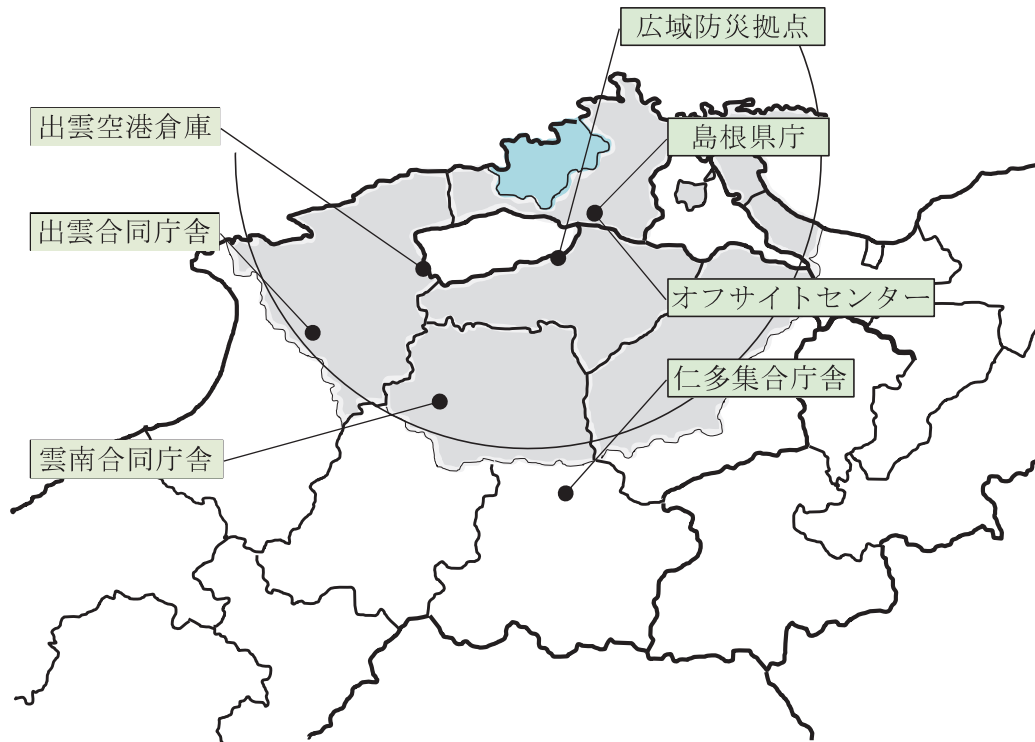 広域防災拠点
出雲空港倉庫
島根県庁
出雲合同庁舎
オフサイトセンター
仁多集合庁舎
雲南合同庁舎